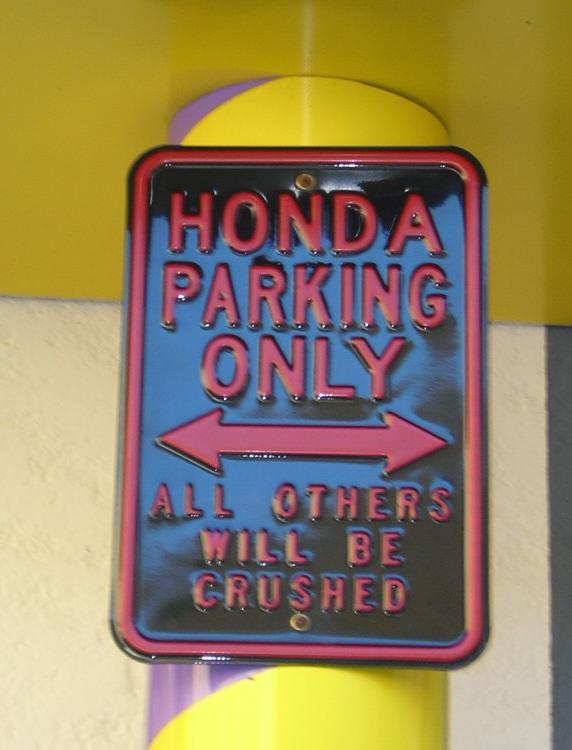 HONDA
PARKING
ONLY
ALL OTHERS
WILL BE
CRUSHED